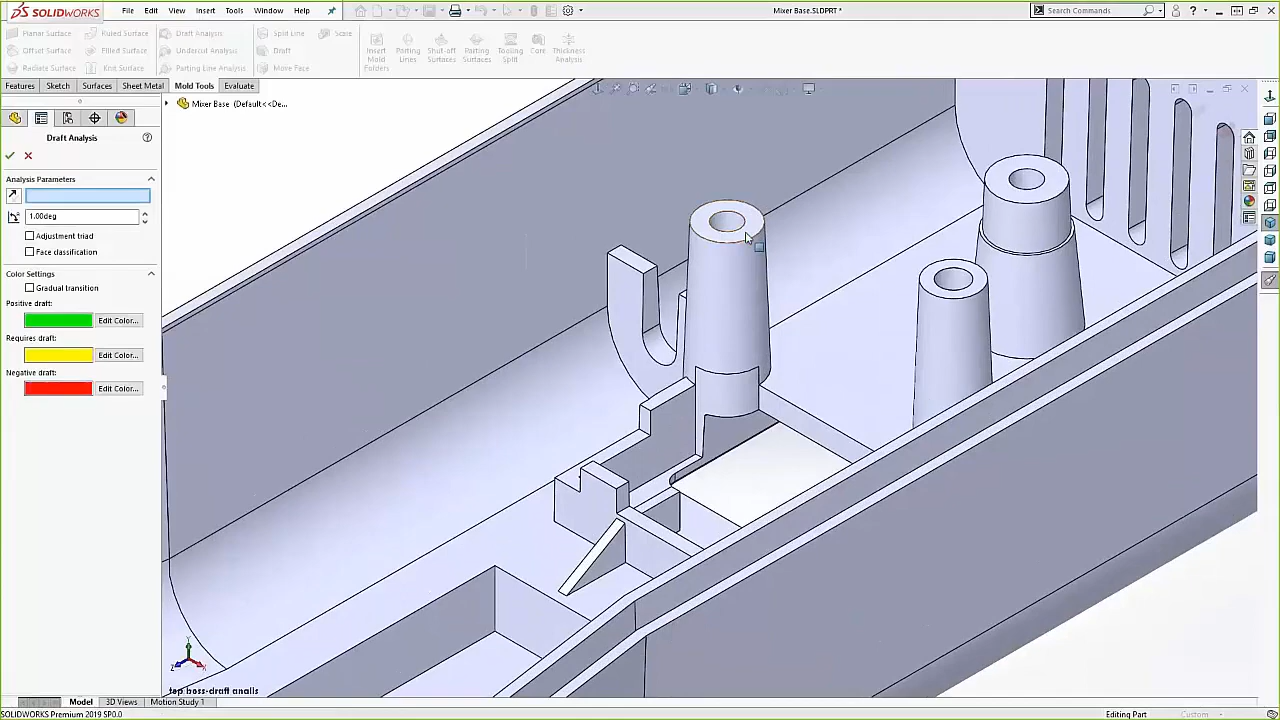 SOLIDWORKS
File Edit View Insert Tools Window Help
Mixer Base.SLDPRT *
Search Commands
Planar Surface Ruled Surface Draft Analysis Split Line Scale
Offset Surface Filled Surface Undercut Analysis Draft
Radiate Surface Knit Surface Parting Line Analysis Move Face
Insert Mold Folders
Parting Lines
Shut-off Surfaces
Parting Surfaces
Tooling Split
Core
Thickness Analysis
Features Sketch Surfaces Sheet Metal Mold Tools Evaluate
Mixer Base (Default<<De...
Draft Analysis
Analysis Parameters
1.00deg
Adjustment triad
Face classification
Color Settings
Gradual transition
Positive draft:
Edit Color...
Requires draft:
Edit Color...
Negative draft:
Edit Color...
Y
Z X
top boss-draft analis
Model 3D Views Motion Study 1
SOLIDWORKS Premium 2019 SP0.0
Editing Part
Custom